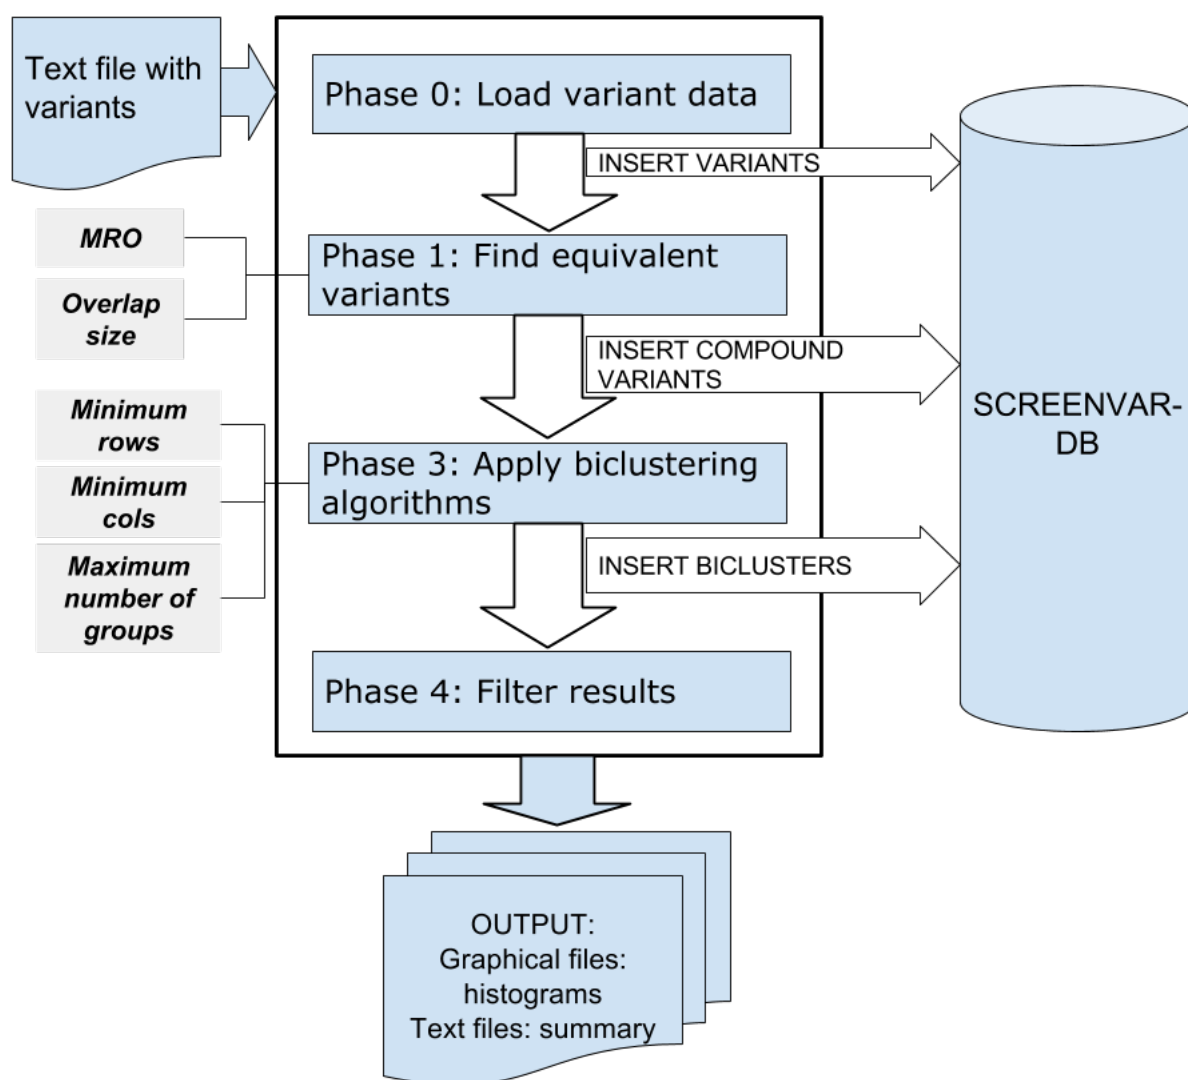 Text file with
variants
Phase 0: Load variant data
INSERT VARIANTS
MRO
Overlap
size
Phase 1: Find equivalent
variants
INSERT COMPOUND
VARIANTS
SCREENVAR-
DB
Minimum
rows
Minimum
cols
Maximum
number of
groups
Phase 3: Apply biclustering
algorithms
INSERT BICLUSTERS
Phase 4: Filter results
OUTPUT:
Graphical files:
histograms
Text files: summary